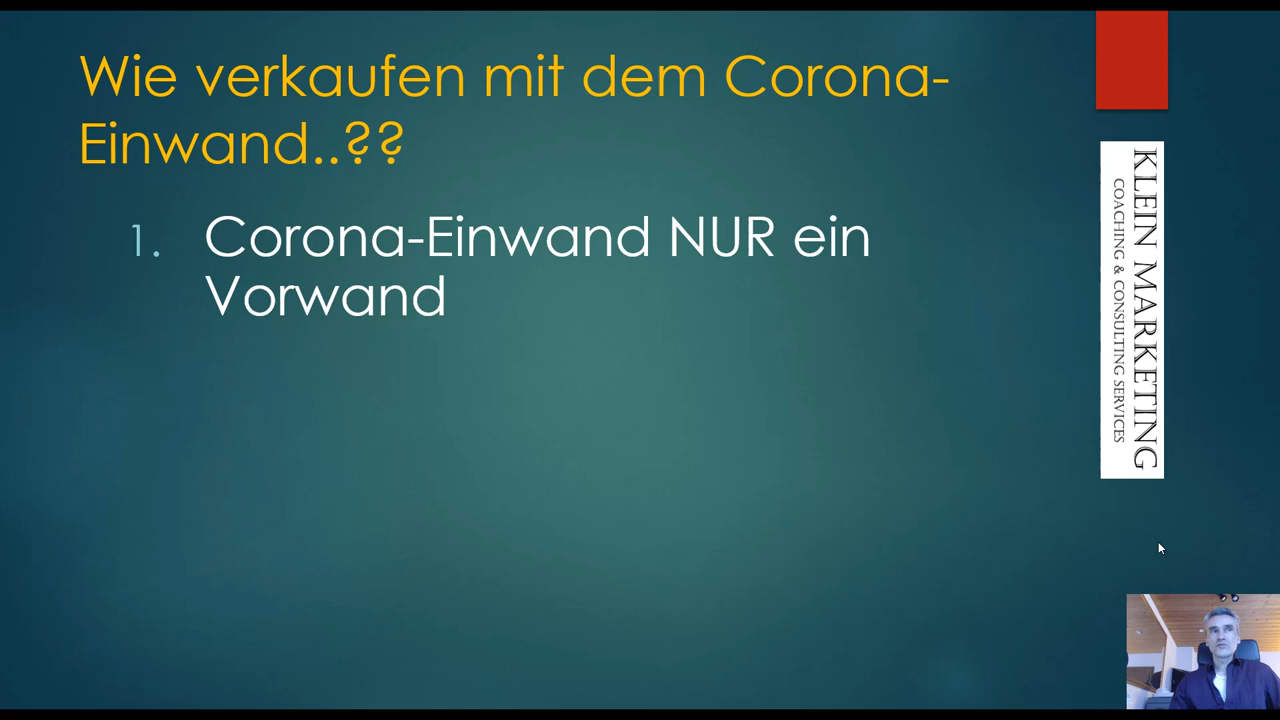 Wie verkaufen mit dem Corona-
Einwand..??
1. Corona-Einwand NUR ein
Vorwand
KLEIN MARKETING
COACHING & CONSULTING SERVICES